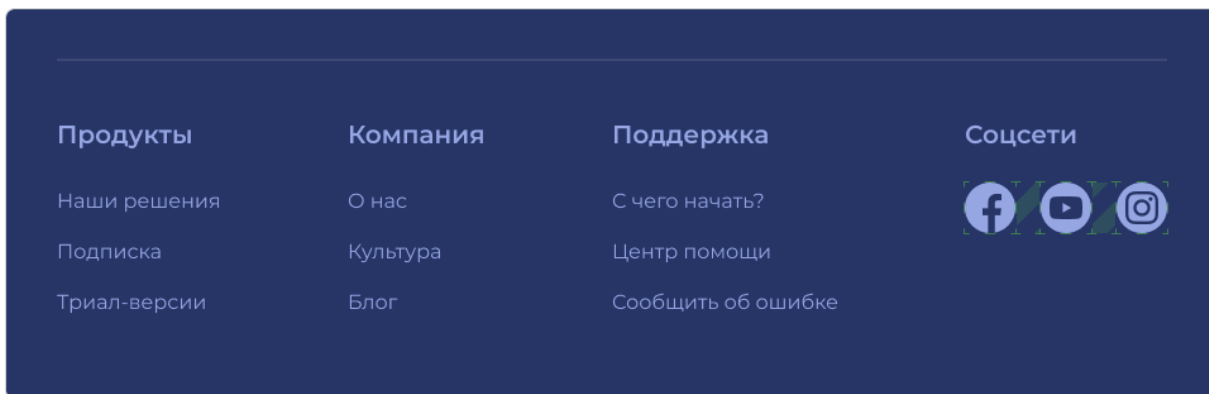 Продукты
Наши решения
Подписка
Триал-версии
Компания
О нас
Культура
Блог
Поддержка
С чего начать?
Центр помощи
Сообщить об ошибке
Соцсети